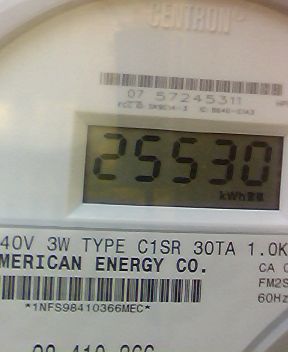 CENTRON
07 57245311
25530
kWh
40V 3W TYPE C1SR 30TA 1.0K
MERICAN ENERGY CO.
CA 0
FM2S
60Hz
*1NFS98410366MEC*